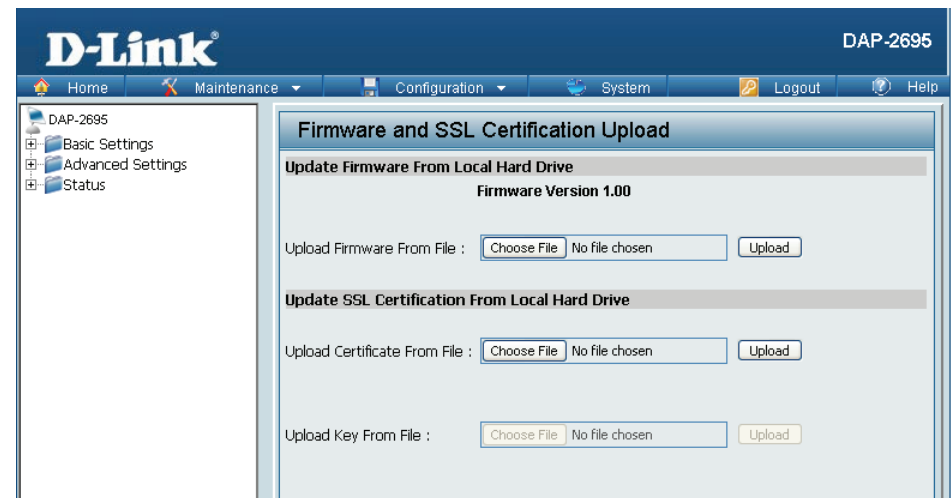 D-Link®
DAP-2695
Home Maintenance Configuration System Logout Help
DAP-2695
Basic Settings
Advanced Settings
Status
Firmware and SSL Certification Upload
Update Firmware From Local Hard Drive
Firmware Version 1.00
Upload Firmware From File : Choose File No file chosen Upload
Update SSL Certification From Local Hard Drive
Upload Certificate From File : Choose File No file chosen Upload
Upload Key From File : Choose File No file chosen Upload